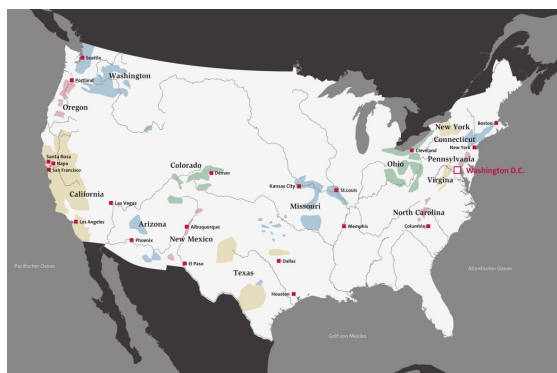 Seattle
Washington
Portland
Oregon
Santa Rosa
Napa
San Francisco
California
Los Angeles
Las Vegas
Arizona
Phoenix
Colorado
Denver
Albuquerque
New Mexico
El Paso
Texas
Dallas
Houston
Kansas City
St.Louis
Missouri
Memphis
Cleveland
Ohio
New York
Boston
Connecticut
New York
Pennsylvania
Washington D.C.
Virgina
North Carolina
Columbia
Pazifischer Ozean
Atlantischer Ozean
Golf von Mexiko